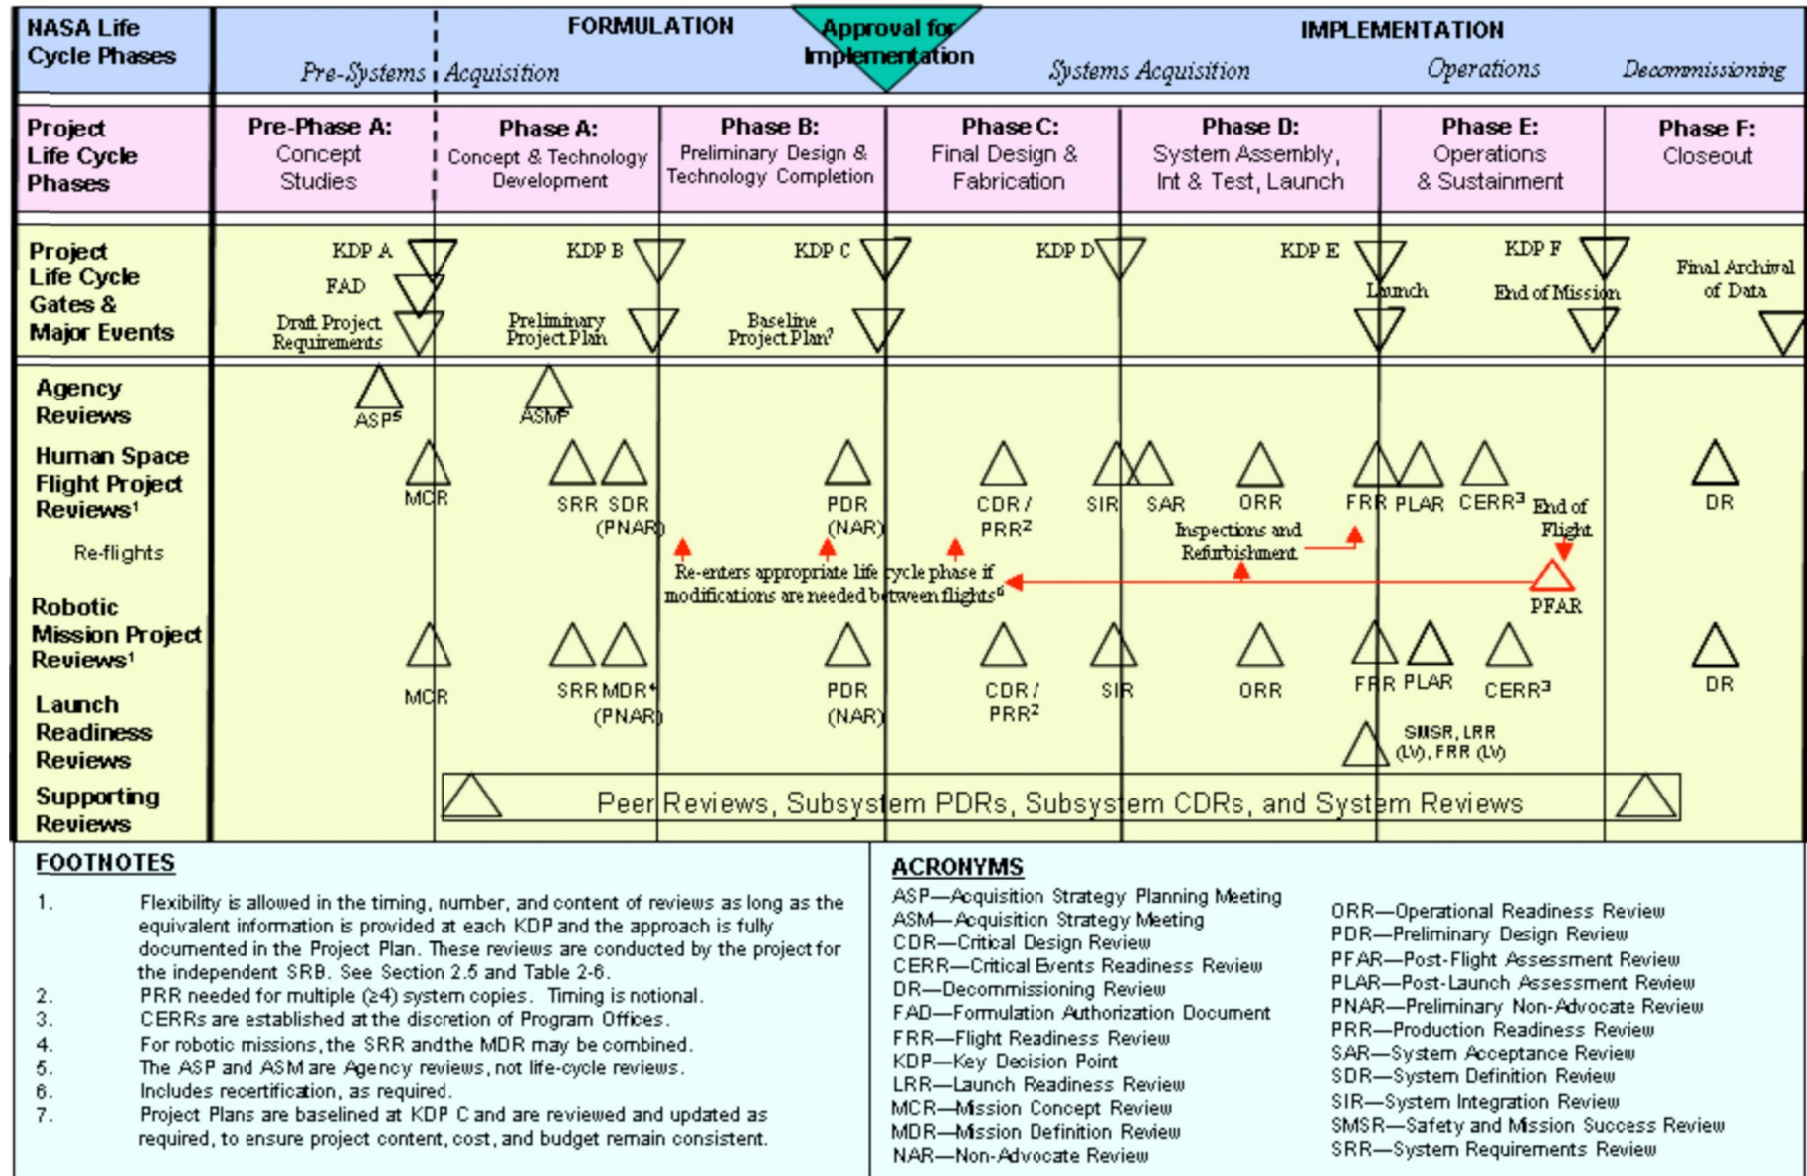 NASA Life
Cycle Phases
FORMULATION
Approval for
Implementation
IMPLEMENTATION
Pre-Systems Acquisition
Systems Acquisition
Operations
Decommissioning
Project
Life Cycle
Phases
Pre-Phase A:
Concept
Studies
Phase A:
Concept & Technology
Development
Phase B:
Preliminary Design &
Technology Completion
Phase C:
Final Design &
Fabrication
Phase D:
System Assembly,
Int & Test, Launch
Phase E:
Operations
& Sustainment
Phase F:
Closeout
Project
Life Cycle
Gates &
Major Events
KDP A
FAD
Draft Project
Requirements
KDP B
Preliminary
Project Plan
KDP C
Baseline
Project Plan⁷
KDP D
KDP E
Launch
KDP F
End of Mission
Final Archival
of Data
Agency
Reviews
ASP⁵
ASM⁵
Human Space
Flight Project
Reviews¹
MCR
SRR
SDR
(PNAR)
PDR
(NAR)
CDR /
PRR²
SIR
SAR
ORR
FRR
PLAR
CERR³
End of
Flight
DR
Re-flights
Re-enters appropriate life cycle phase if
modifications are needed between flights⁶
Inspections and
Refurbishment
PFAR
Robotic
Mission Project
Reviews¹
MCR
SRR
MDR⁴
(PNAR)
PDR
(NAR)
CDR /
PRR²
SIR
ORR
FRR
PLAR
CERR³
DR
Launch
Readiness
Reviews
SMSR, LRR
(LV), FRR (LV)
Supporting
Reviews
Peer Reviews, Subsystem PDRs, Subsystem CDRs, and System Reviews
FOOTNOTES
1. Flexibility is allowed in the timing, number, and content of reviews as long as the
equivalent information is provided at each KDP and the approach is fully
documented in the Project Plan. These reviews are conducted by the project for
the independent SRB. See Section 2.5 and Table 2-6.
2. PRR needed for multiple (≥4) system copies. Timing is notional.
3. CERRs are established at the discretion of Program Offices.
4. For robotic missions, the SRR and the MDR may be combined.
5. The ASP and ASM are Agency reviews, not life-cycle reviews.
6. Includes recertification, as required.
7. Project Plans are baselined at KDP C and are reviewed and updated as
required, to ensure project content, cost, and budget remain consistent.
ACRONYMS
ASP—Acquisition Strategy Planning Meeting
ASM—Acquisition Strategy Meeting
CDR—Critical Design Review
CERR—Critical Events Readiness Review
DR—Decommissioning Review
FAD—Formulation Authorization Document
FRR—Flight Readiness Review
KDP—Key Decision Point
LRR—Launch Readiness Review
MCR—Mission Concept Review
MDR—Mission Definition Review
NAR—Non-Advocate Review
ORR—Operational Readiness Review
PDR—Preliminary Design Review
PFAR—Post-Flight Assessment Review
PLAR—Post-Launch Assessment Review
PNAR—Preliminary Non-Advocate Review
PRR—Production Readiness Review
SAR—System Acceptance Review
SDR—System Definition Review
SIR—System Integration Review
SMSR—Safety and Mission Success Review
SRR—System Requirements Review